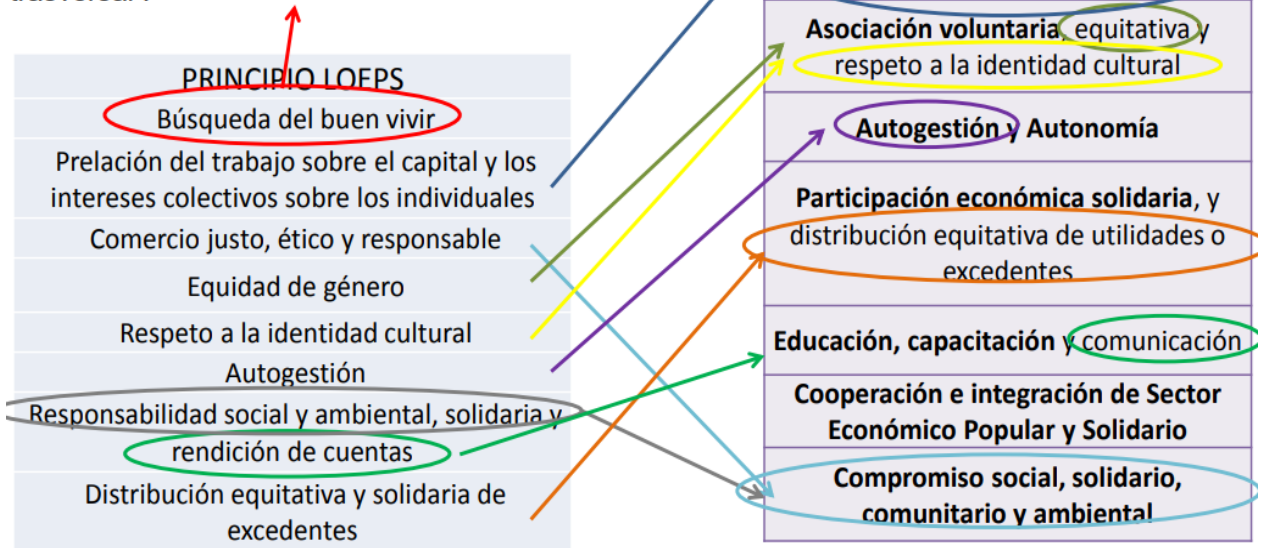 PRINCIPIO LOEPS
Búsqueda del buen vivir
Prelación del trabajo sobre el capital y los
intereses colectivos sobre los individuales
Comercio justo, ético y responsable
Equidad de género
Respeto a la identidad cultural
Autogestión
Responsabilidad social y ambiental, solidaria y
rendición de cuentas
Distribución equitativa y solidaria de
excedentes
Asociación voluntaria, equitativa y
respeto a la identidad cultural
Autogestión y Autonomía
Participación económica solidaria, y
distribución equitativa de utilidades o
excedentes
Educación, capacitación y comunicación
Cooperación e integración de Sector
Económico Popular y Solidario
Compromiso social, solidario,
comunitario y ambiental